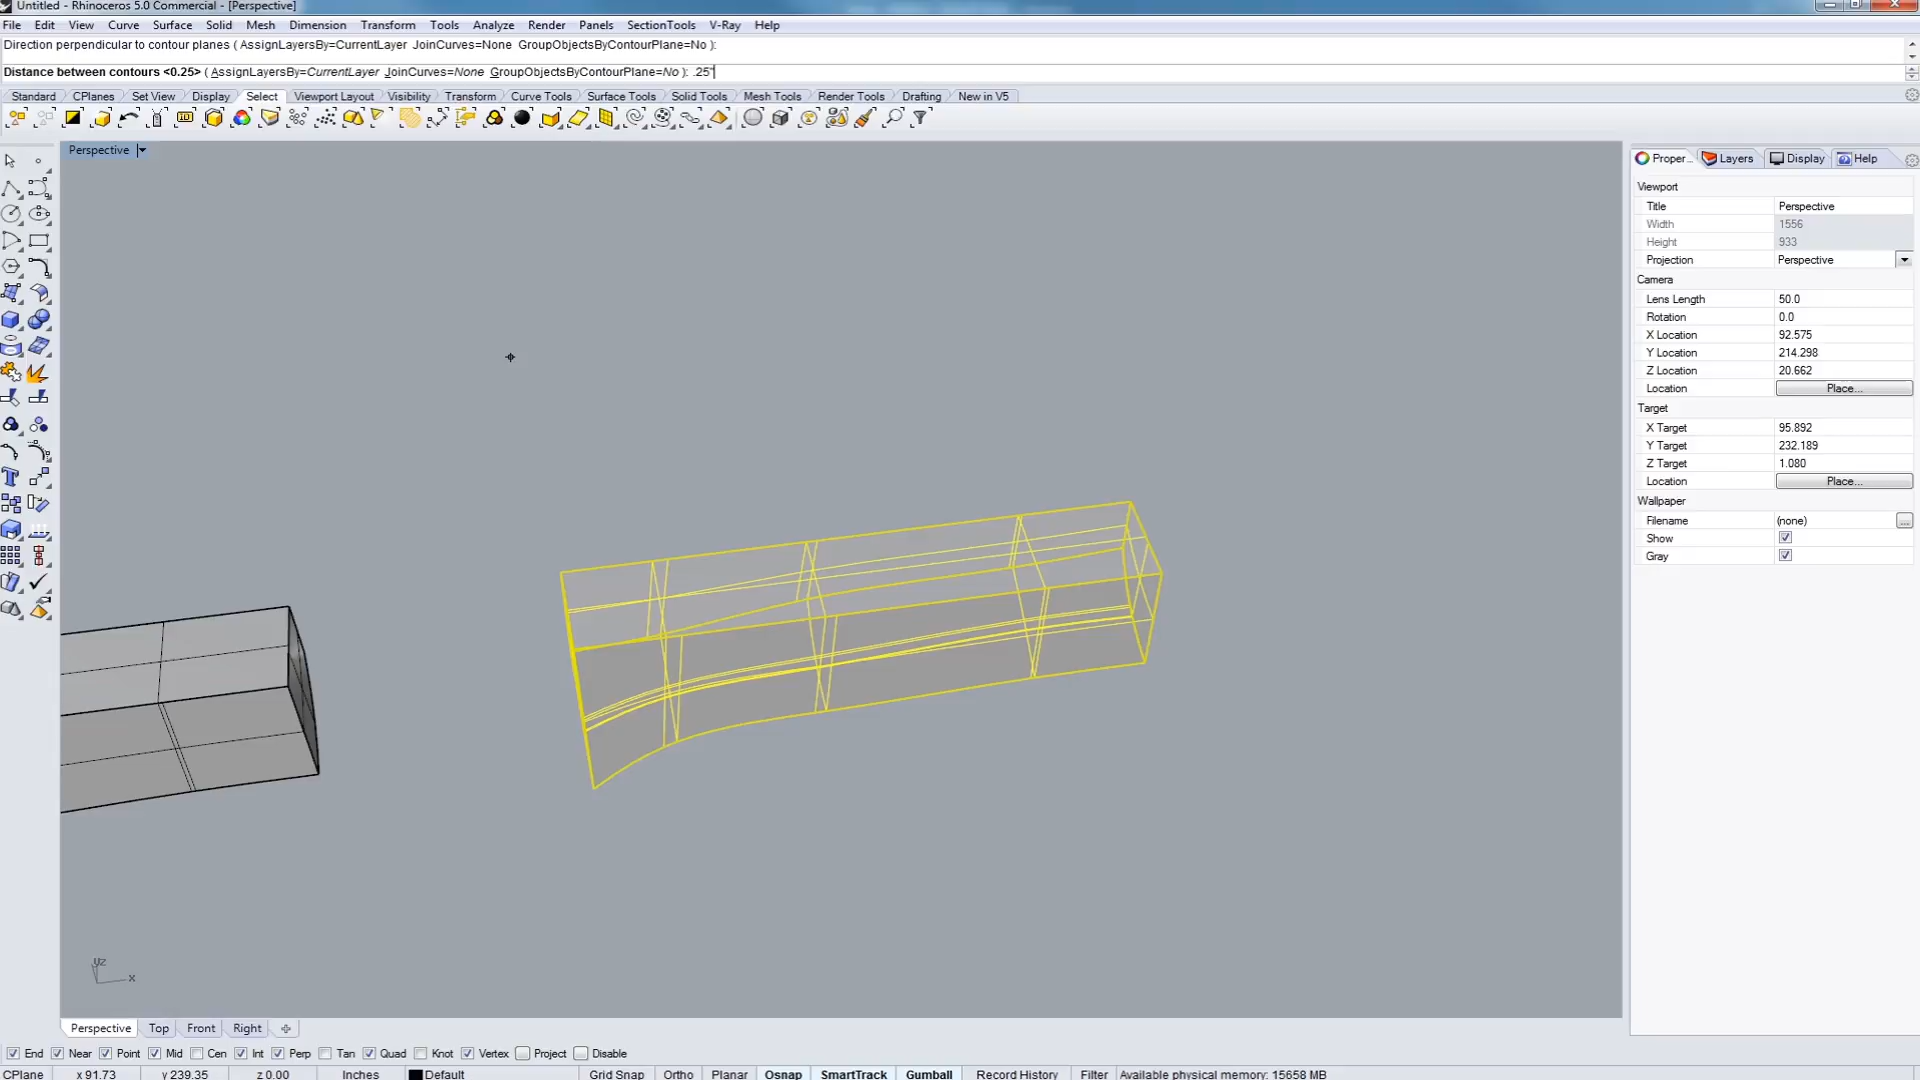 Untitled - Rhinoceros 5.0 Commercial - [Perspective]
File Edit View Curve Surface Solid Mesh Dimension Transform Tools Analyze Render Panels SectionTools V-Ray Help
Direction perpendicular to contour planes ( AssignLayersBy=CurrentLayer JoinCurves=None GroupObjectsByContourPlane=No ):
Distance between contours <0.25> ( AssignLayersBy=CurrentLayer JoinCurves=None GroupObjectsByContourPlane=No ): .25"
Standard CPlanes Set View Display Select Viewport Layout Visibility Transform Curve Tools Surface Tools Solid Tools Mesh Tools Render Tools Drafting New in V5
Perspective
Proper... Layers Display Help
Viewport
Title Perspective
Width 1556
Height 933
Projection Perspective
Camera
Lens Length 50.0
Rotation 0.0
X Location 92.575
Y Location 214.298
Z Location 20.662
Location Place...
Target
X Target 95.892
Y Target 232.189
Z Target 1.080
Location Place...
Wallpaper
Filename (none) ...
Show
Gray
x
Perspective Top Front Right
End Near Point Mid Cen Int Perp Tan Quad Knot Vertex Project Disable
CPlane x 91.73 y 239.35 z 0.00 Inches Default Grid Snap Ortho Planar Osnap SmartTrack Gumball Record History Filter Available physical memory: 15658 MB